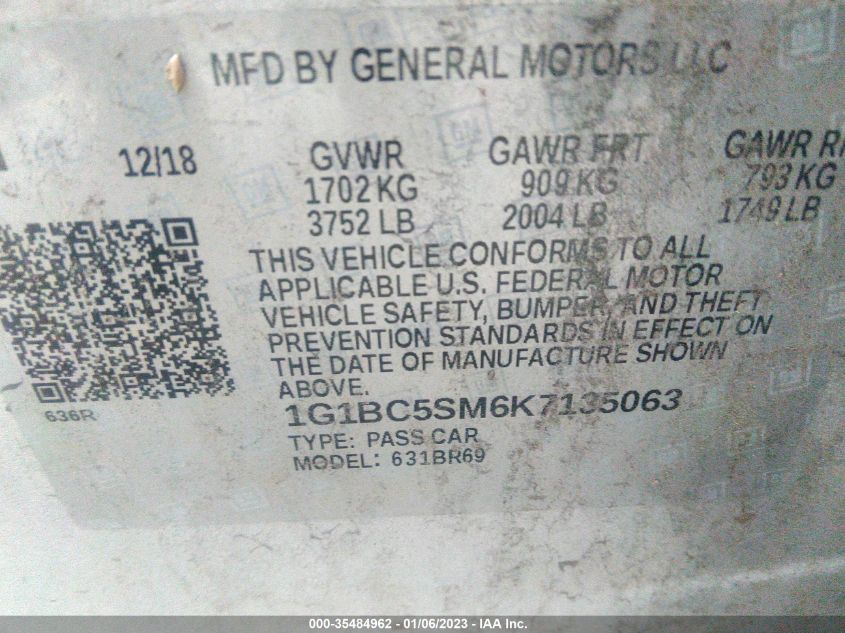 MFD BY GENERAL MOTORS LLC
12/18 GVWR GAWR FRT GAWR RR
1702 KG 909 KG 793 KG
3752 LB 2004 LB 1749 LB
THIS VEHICLE CONFORMS TO ALL
APPLICABLE U.S. FEDERAL MOTOR
VEHICLE SAFETY, BUMPER, AND THEFT
PREVENTION STANDARDS IN EFFECT ON
THE DATE OF MANUFACTURE SHOWN
ABOVE.
636R
1G1BC5SM6K7135063
TYPE: PASS CAR
MODEL: 631BR69
000-35484962 - 01/06/2023 - IAA Inc.